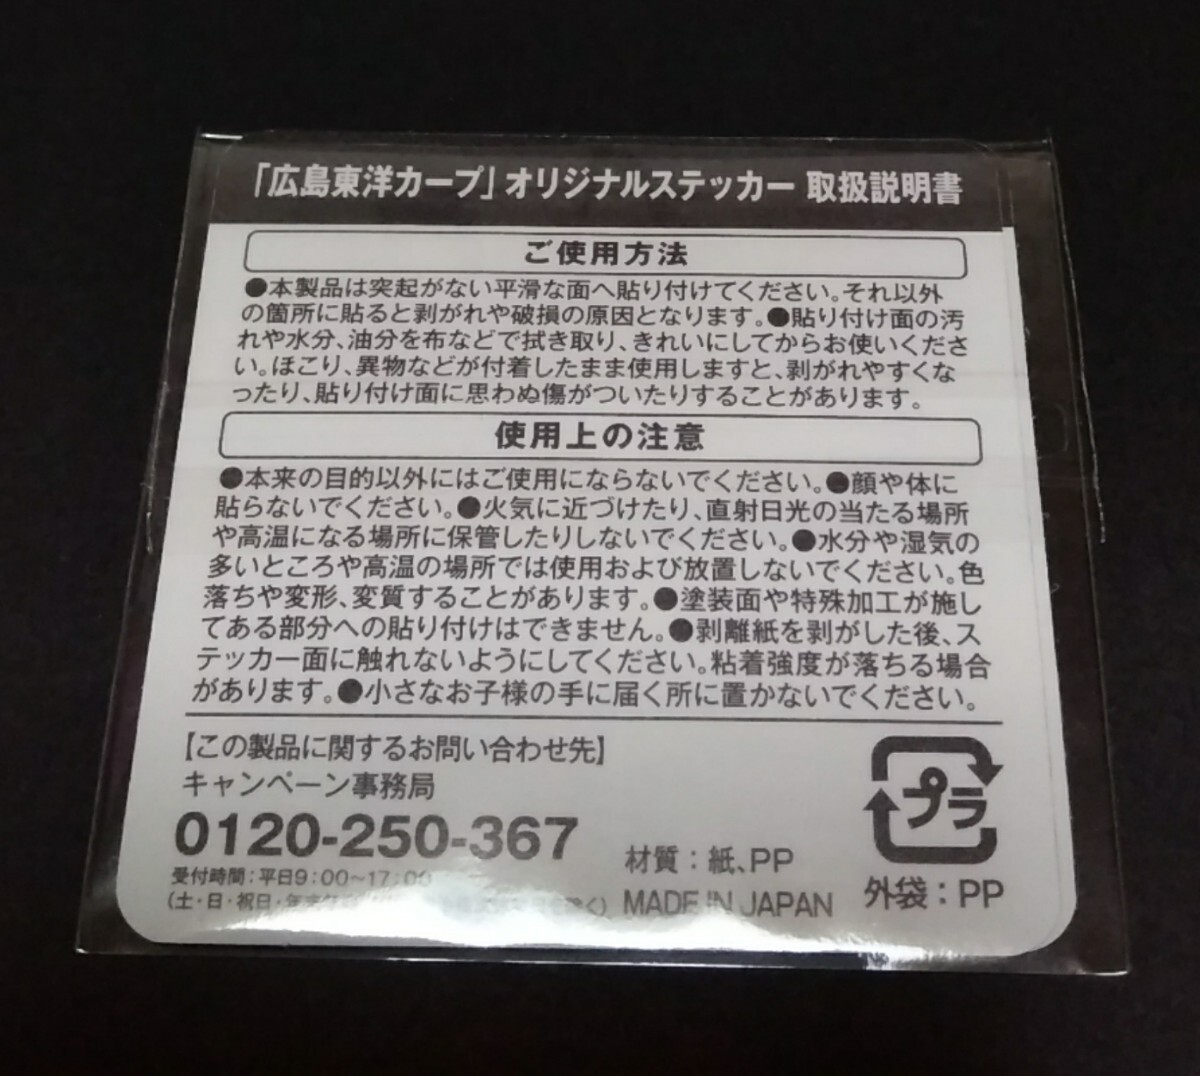 「広島東洋カープ」オリジナルステッカー 取扱説明書
ご使用方法
●本製品は突起がない平滑な面へ貼り付けてください。それ以外
の箇所に貼ると剥がれや破損の原因となります。●貼り付け面の汚
れや水分、油分を布などで拭き取り、きれいにしてからお使いくださ
い。ほこり、異物などが付着したまま使用しますと、剥がれやすくな
ったり、貼り付け面に思わぬ傷がついたりすることがあります。
使用上の注意
●本来の目的以外にはご使用にならないでください。●顔や体に
貼らないでください。●火気に近づけたり、直射日光の当たる場所
や高温になる場所に保管したりしないでください。●水分や湿気の
多いところや高温の場所では使用および放置しないでください。色
落ちや変形、変質することがあります。●塗装面や特殊加工が施し
てある部分への貼り付けはできません。●剥離紙を剥がした後、ス
テッカー面に触れないようにしてください。粘着強度が落ちる場合
があります。●小さなお子様の手に届く所に置かないでください。
【この製品に関するお問い合わせ先】
キャンペーン事務局
0120-250-367
受付時間:平日9:00~17:00
(土・日・祝日・年末年
を除く)
材質:紙、PP
MADE IN JAPAN
プラ
外袋:PP